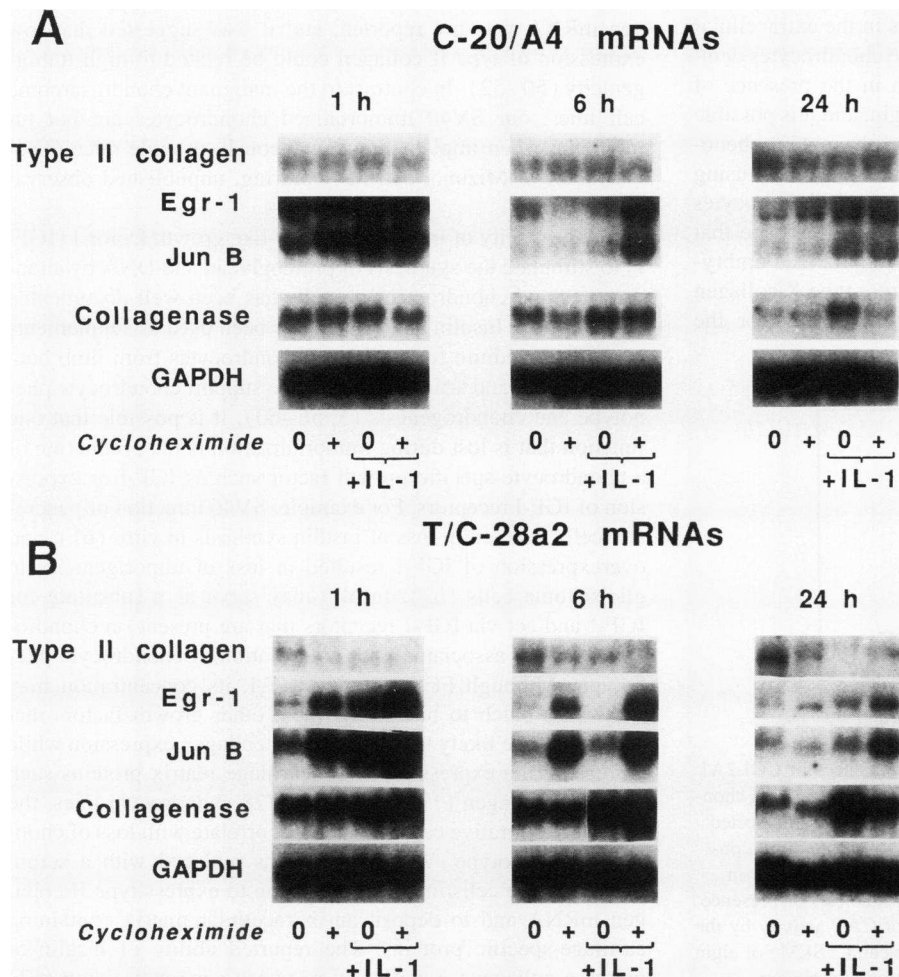 A
C-20/A4 mRNAs
1 h 6 h 24 h
Type II collagen
Egr-1
Jun B
Collagenase
GAPDH
Cycloheximide 0 + 0 + 0 + 0 + 0 + 0 +
+IL-1 +IL-1 +IL-1
T/C-28a2 mRNAs
B
1 h 6 h 24 h
Type II collagen
Egr-1
Jun B
Collagenase
GAPDH
Cycloheximide 0 + 0 + 0 + 0 + 0 + 0 +
+IL-1 +IL-1 +IL-1